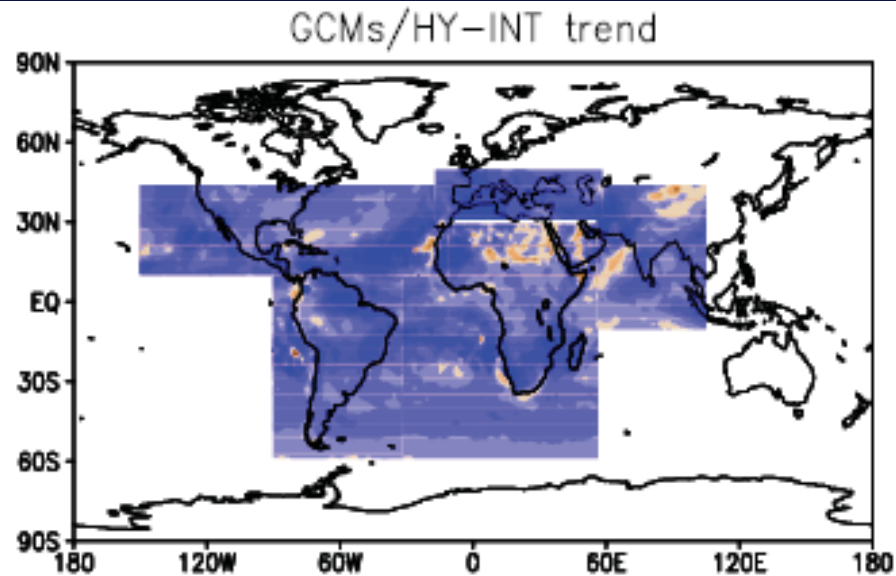 GCMs/HY-INT trend
90N
60N
30N
EQ
30S
60S
90S
180 120W 60W 0 60E 120E 180